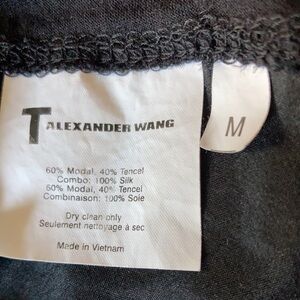 T ALEXANDER WANG
M
60% Modal, 40% Tencel
Combo: 100% Silk
60% Modal, 40% Tencel
Combinaison: 100% Soie
Dry clean only
Seulement nettoyage à sec
Made in Vietnam